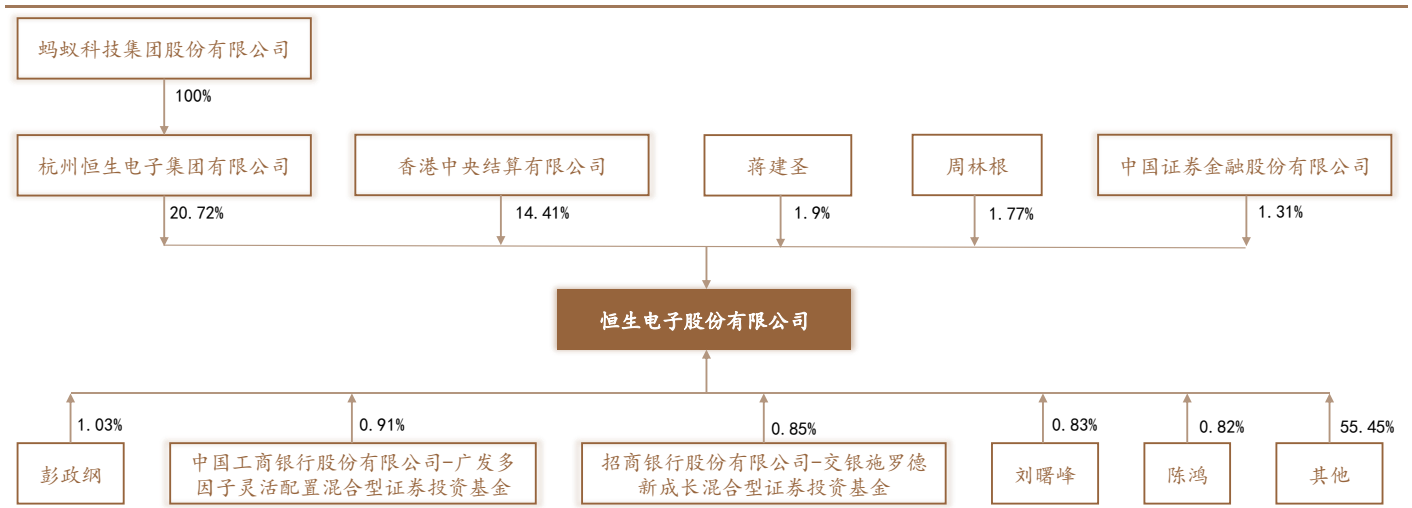 蚂蚁科技集团股份有限公司
100%
杭州恒生电子集团有限公司
香港中央结算有限公司
蒋建圣
周林根
中国证券金融股份有限公司
20.72%
14.41%
1.9%
1.77%
1.31%
恒生电子股份有限公司
1.03%
0.91%
0.85%
0.83%
0.82%
55.45%
彭政纲
中国工商银行股份有限公司-广发多
因子灵活配置混合型证券投资基金
招商银行股份有限公司-交银施罗德
新成长混合型证券投资基金
刘曙峰
陈鸿
其他